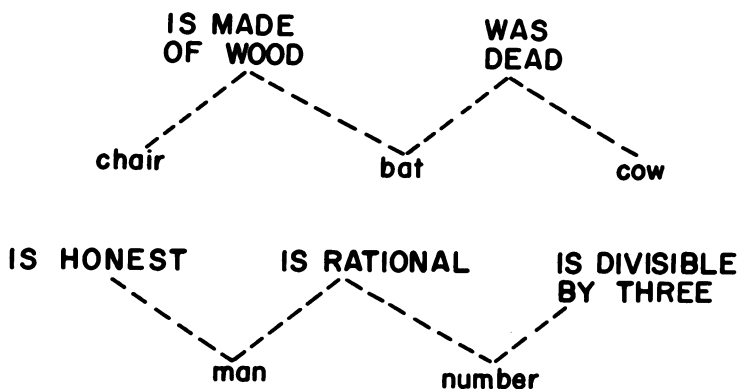 IS MADE
OF WOOD
WAS
DEAD
chair
bat
cow
IS HONEST
IS RATIONAL
IS DIVISIBLE
BY THREE
man
number